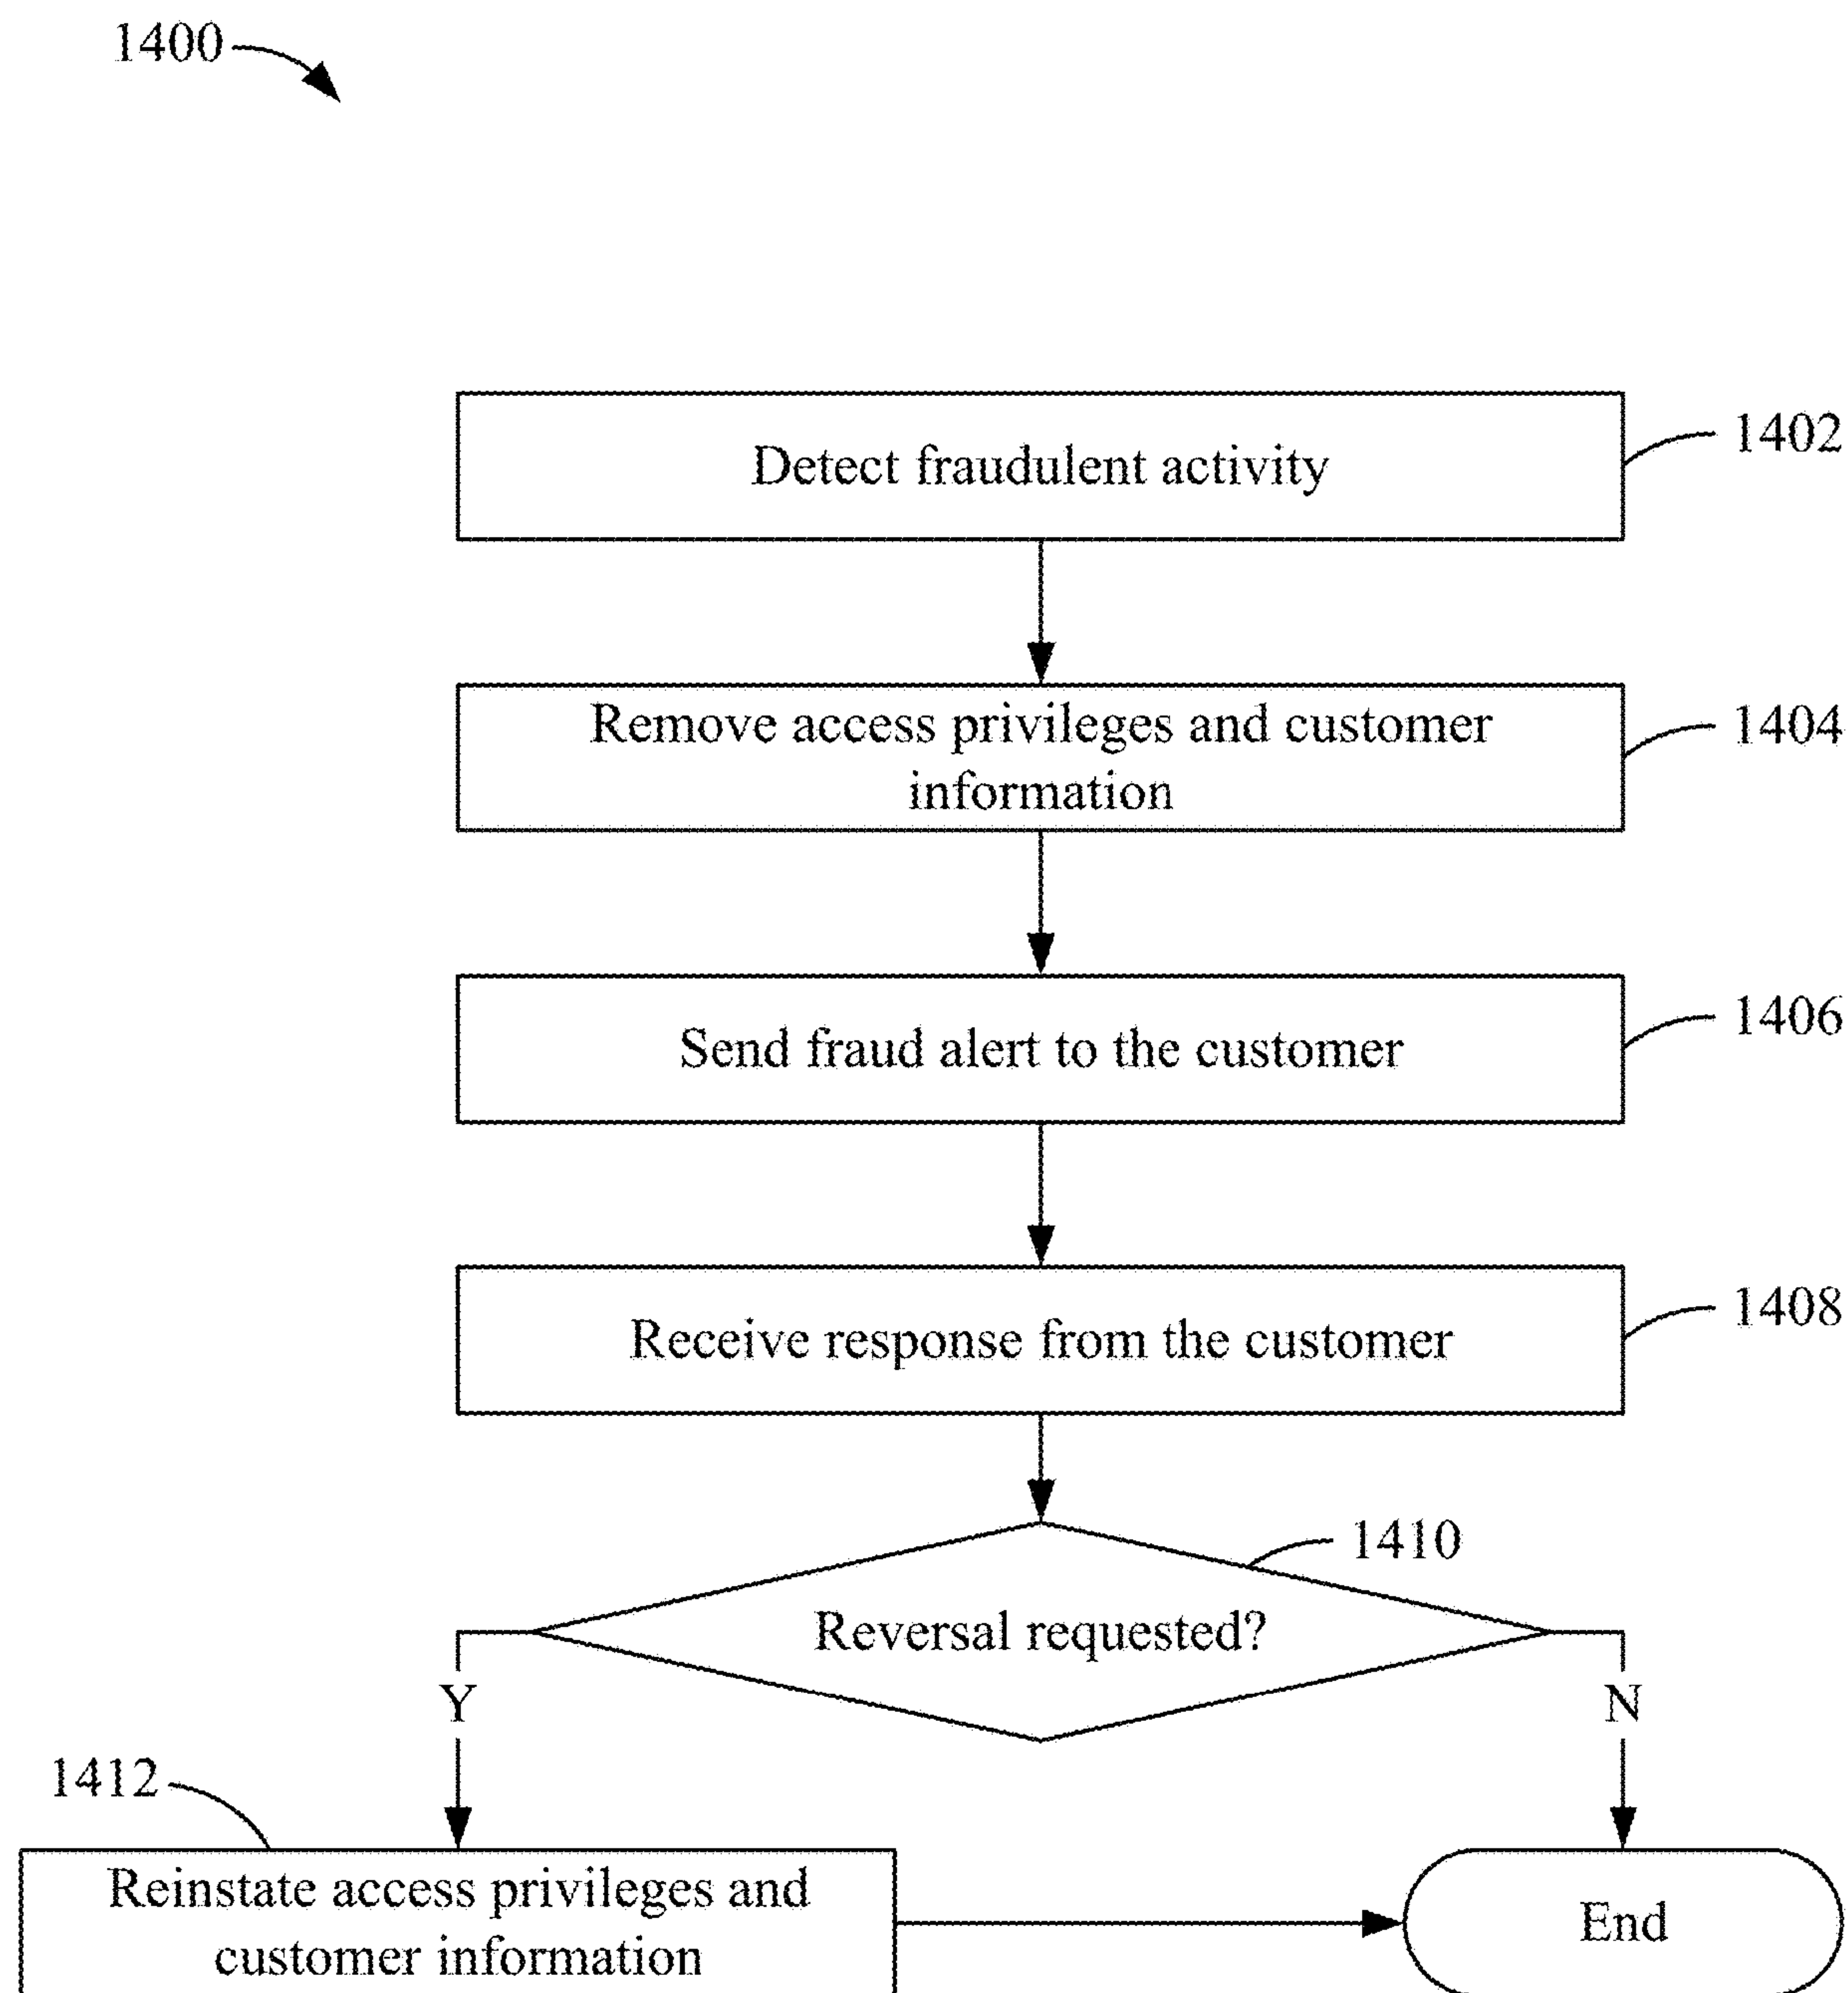 1400
Detect fraudulent activity
1402
Remove access privileges and customer
information
1404
Send fraud alert to the customer
1406
Receive response from the customer
1408
1410
Reversal requested?
Y
N
1412
Reinstate access privileges and
customer information
End